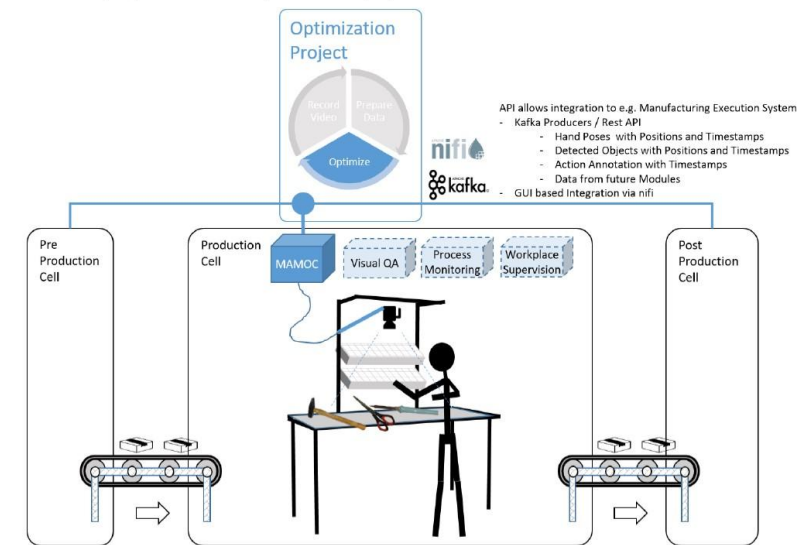 Optimization
Project
Record
Video
Prepare
Data
Optimize
nifi
kafka
API allows integration to e.g. Manufacturing Execution System
- Kafka Producers / Rest API
- Hand Poses with Positions and Timestamps
- Detected Objects with Positions and Timestamps
- Action Annotation with Timestamps
- Data from future Modules
- GUI based Integration via nifi
Pre
Production
Cell
Production
Cell
MAMOC
Visual QA
Process
Monitoring
Workplace
Supervision
Post
Production
Cell